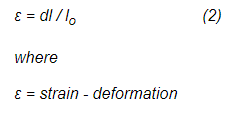 ε = dl / lo (2)
where
ε = strain - deformation